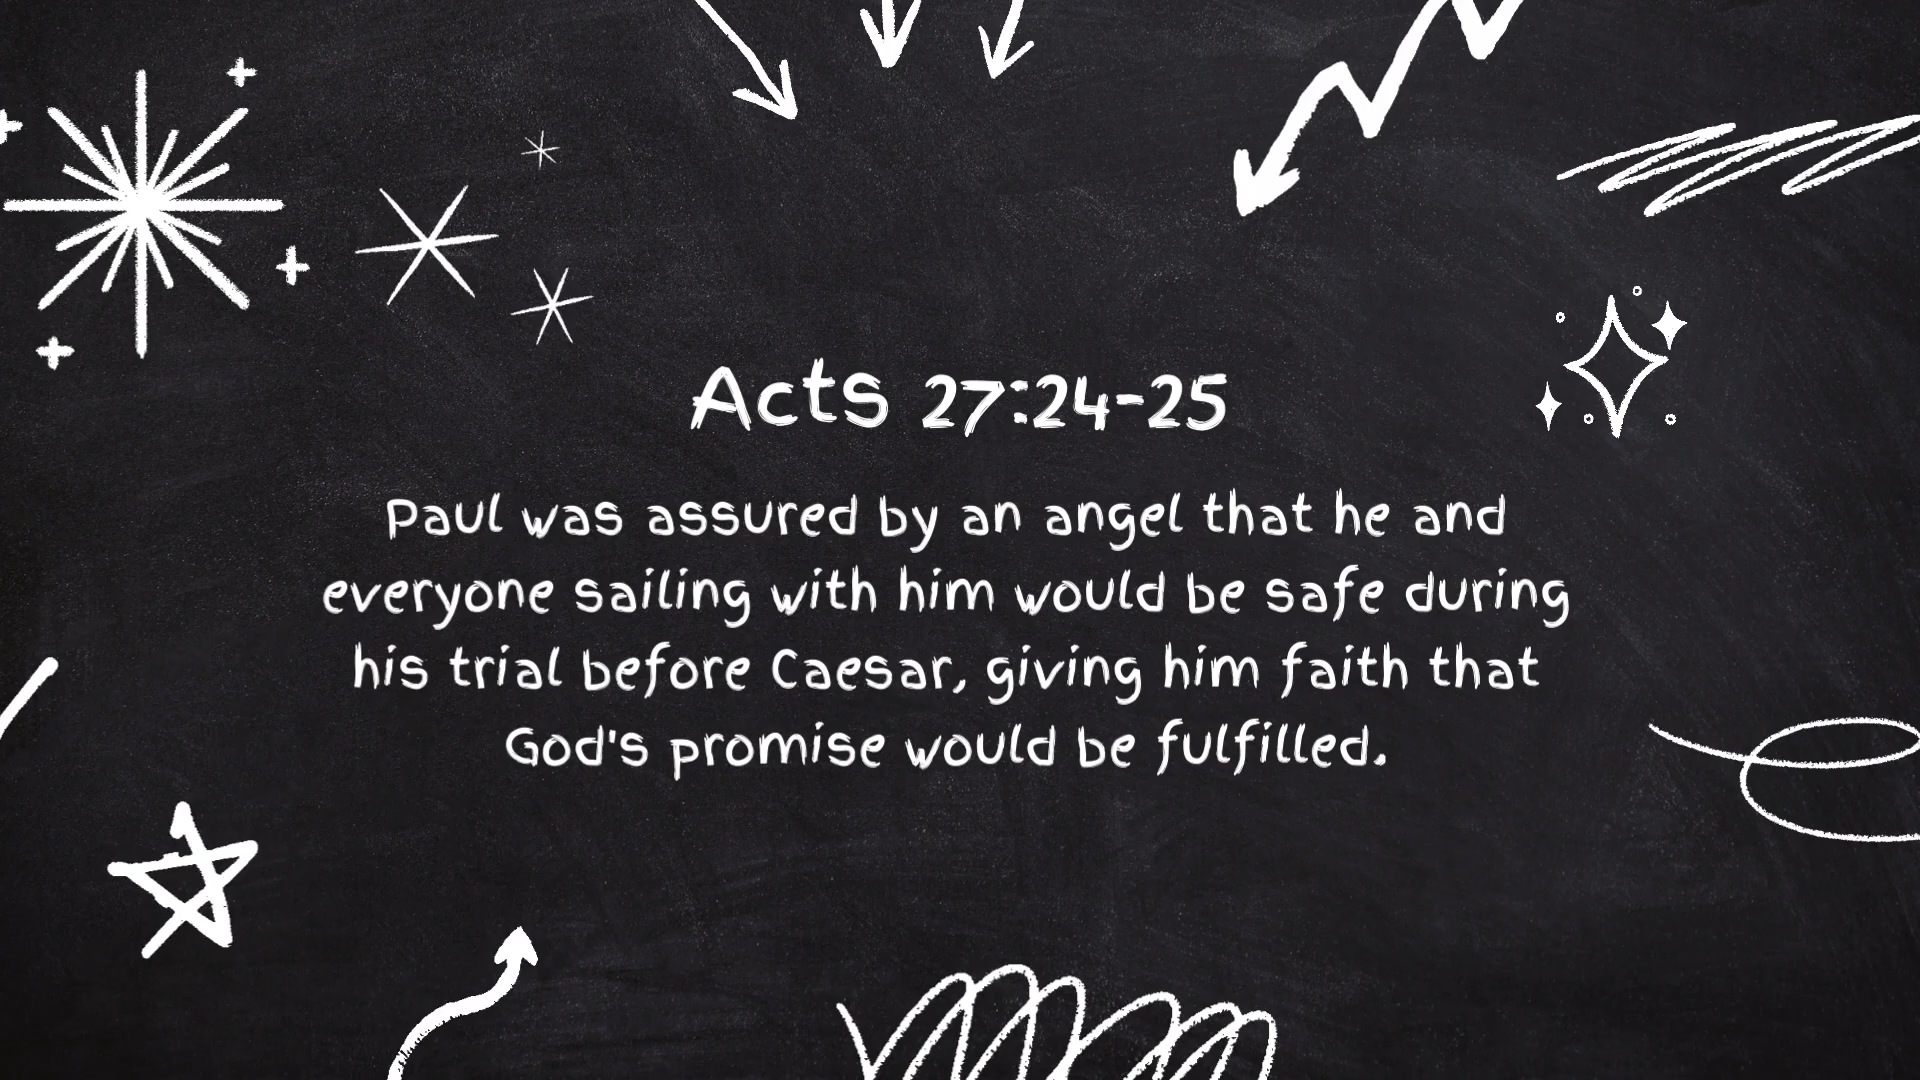 Acts 27:24-25
Paul was assured by an angel that he and
everyone sailing with him would be safe during
his trial before Caesar, giving him faith that
God's promise would be fulfilled.